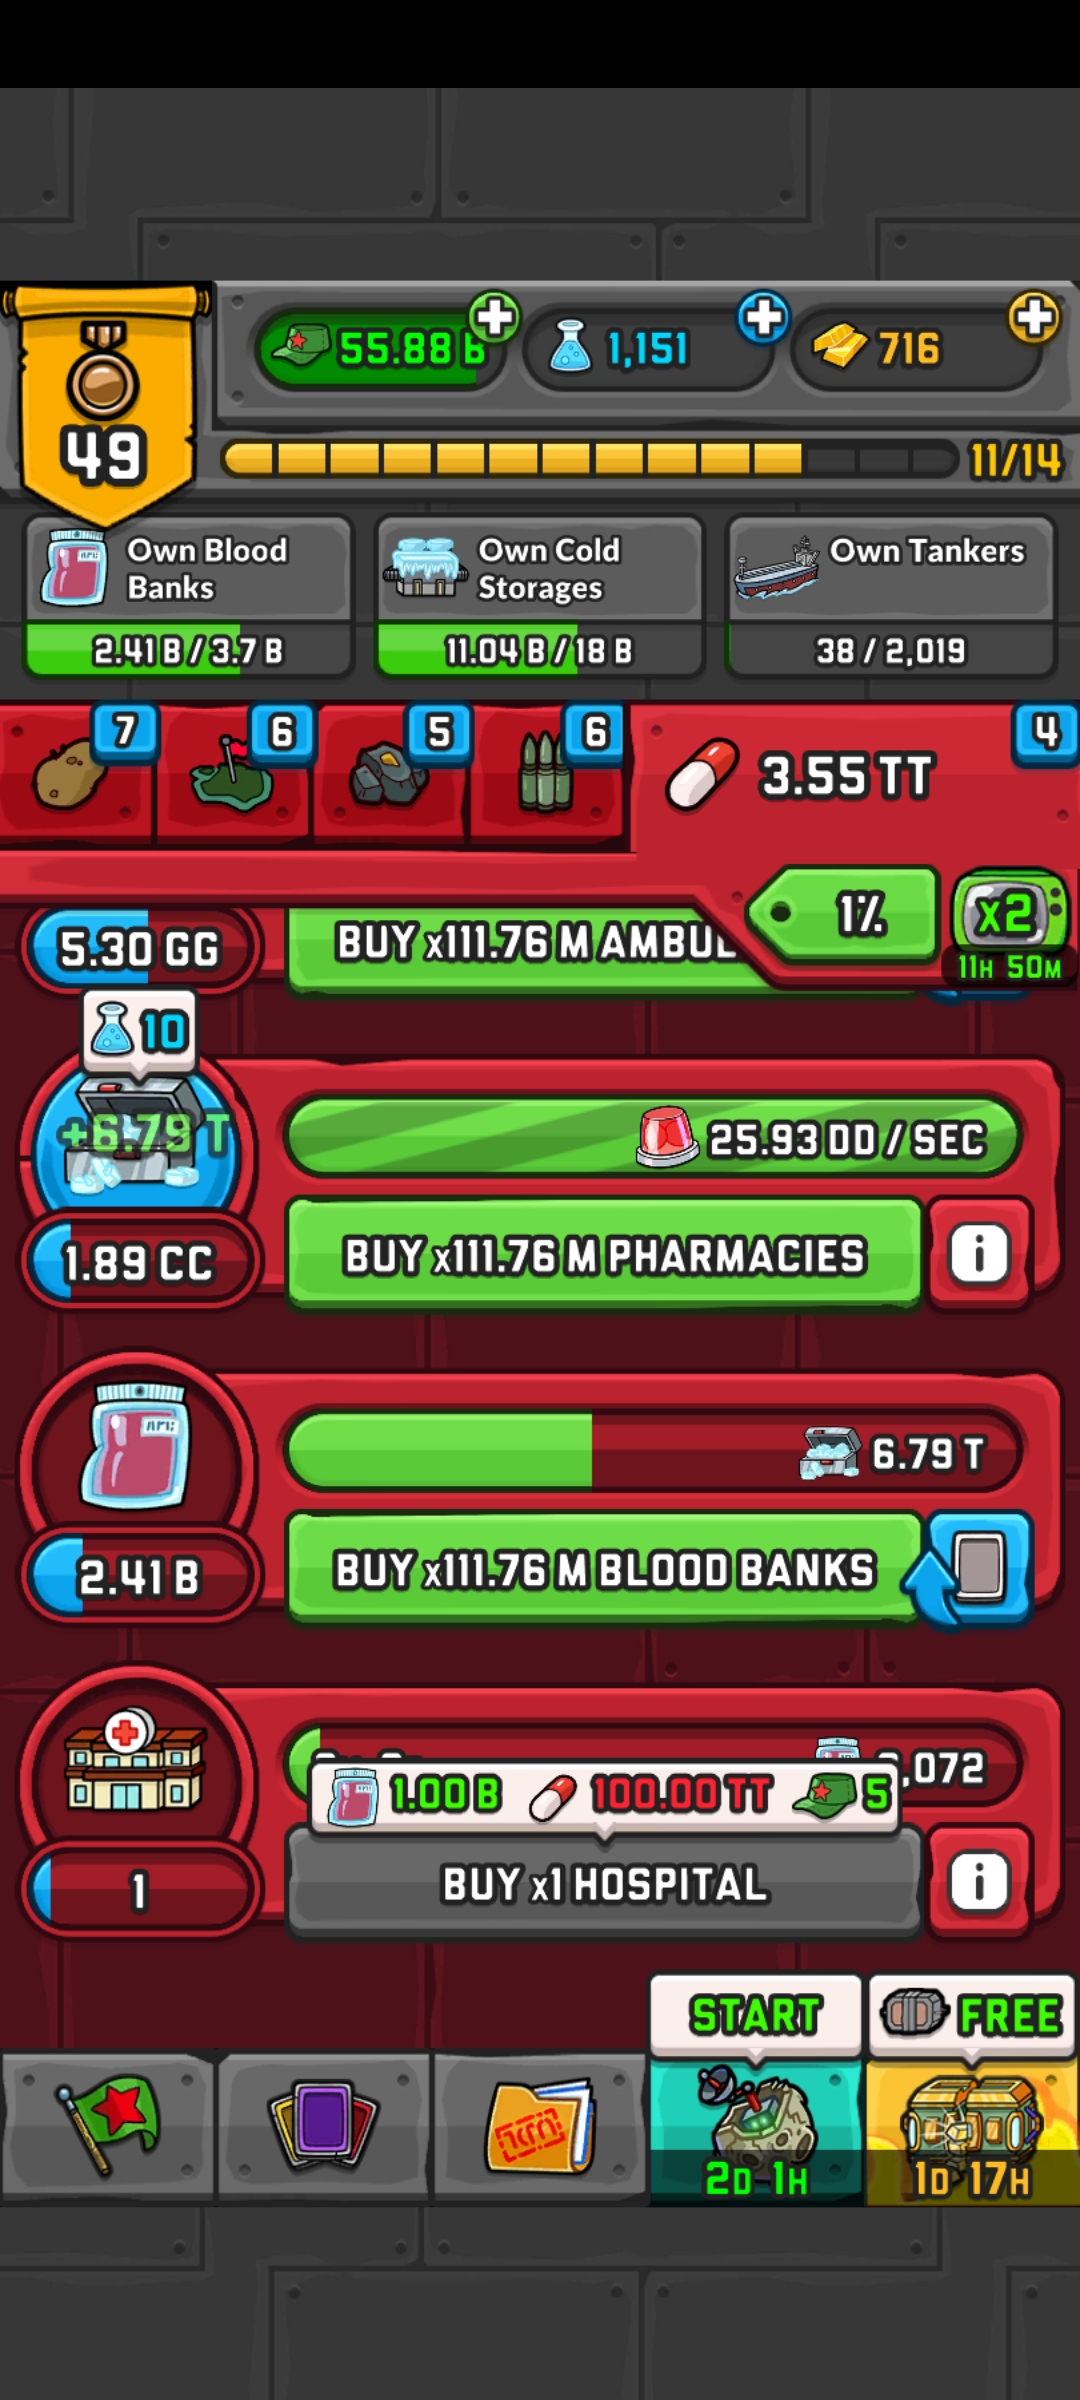 55.88 B
1,151
716
49
11/14
Own Blood
Banks
2.41 B / 3.7 B
Own Cold
Storages
11.04 B / 18 B
Own Tankers
38 / 2,019
7
6
5
6
4
3.55 TT
1%
x2
11H 50M
5.30 GG
BUY x111.76 M AMBUL
10
+6.79 T
25.93 DD / SEC
1.89 CC
BUY x111.76 M PHARMACIES
i
6.79 T
2.41 B
BUY x111.76 M BLOOD BANKS
,072
1.00 B
100.00 TT
5
1
BUY x1 HOSPITAL
i
START
FREE
2D 1H
1D 17H